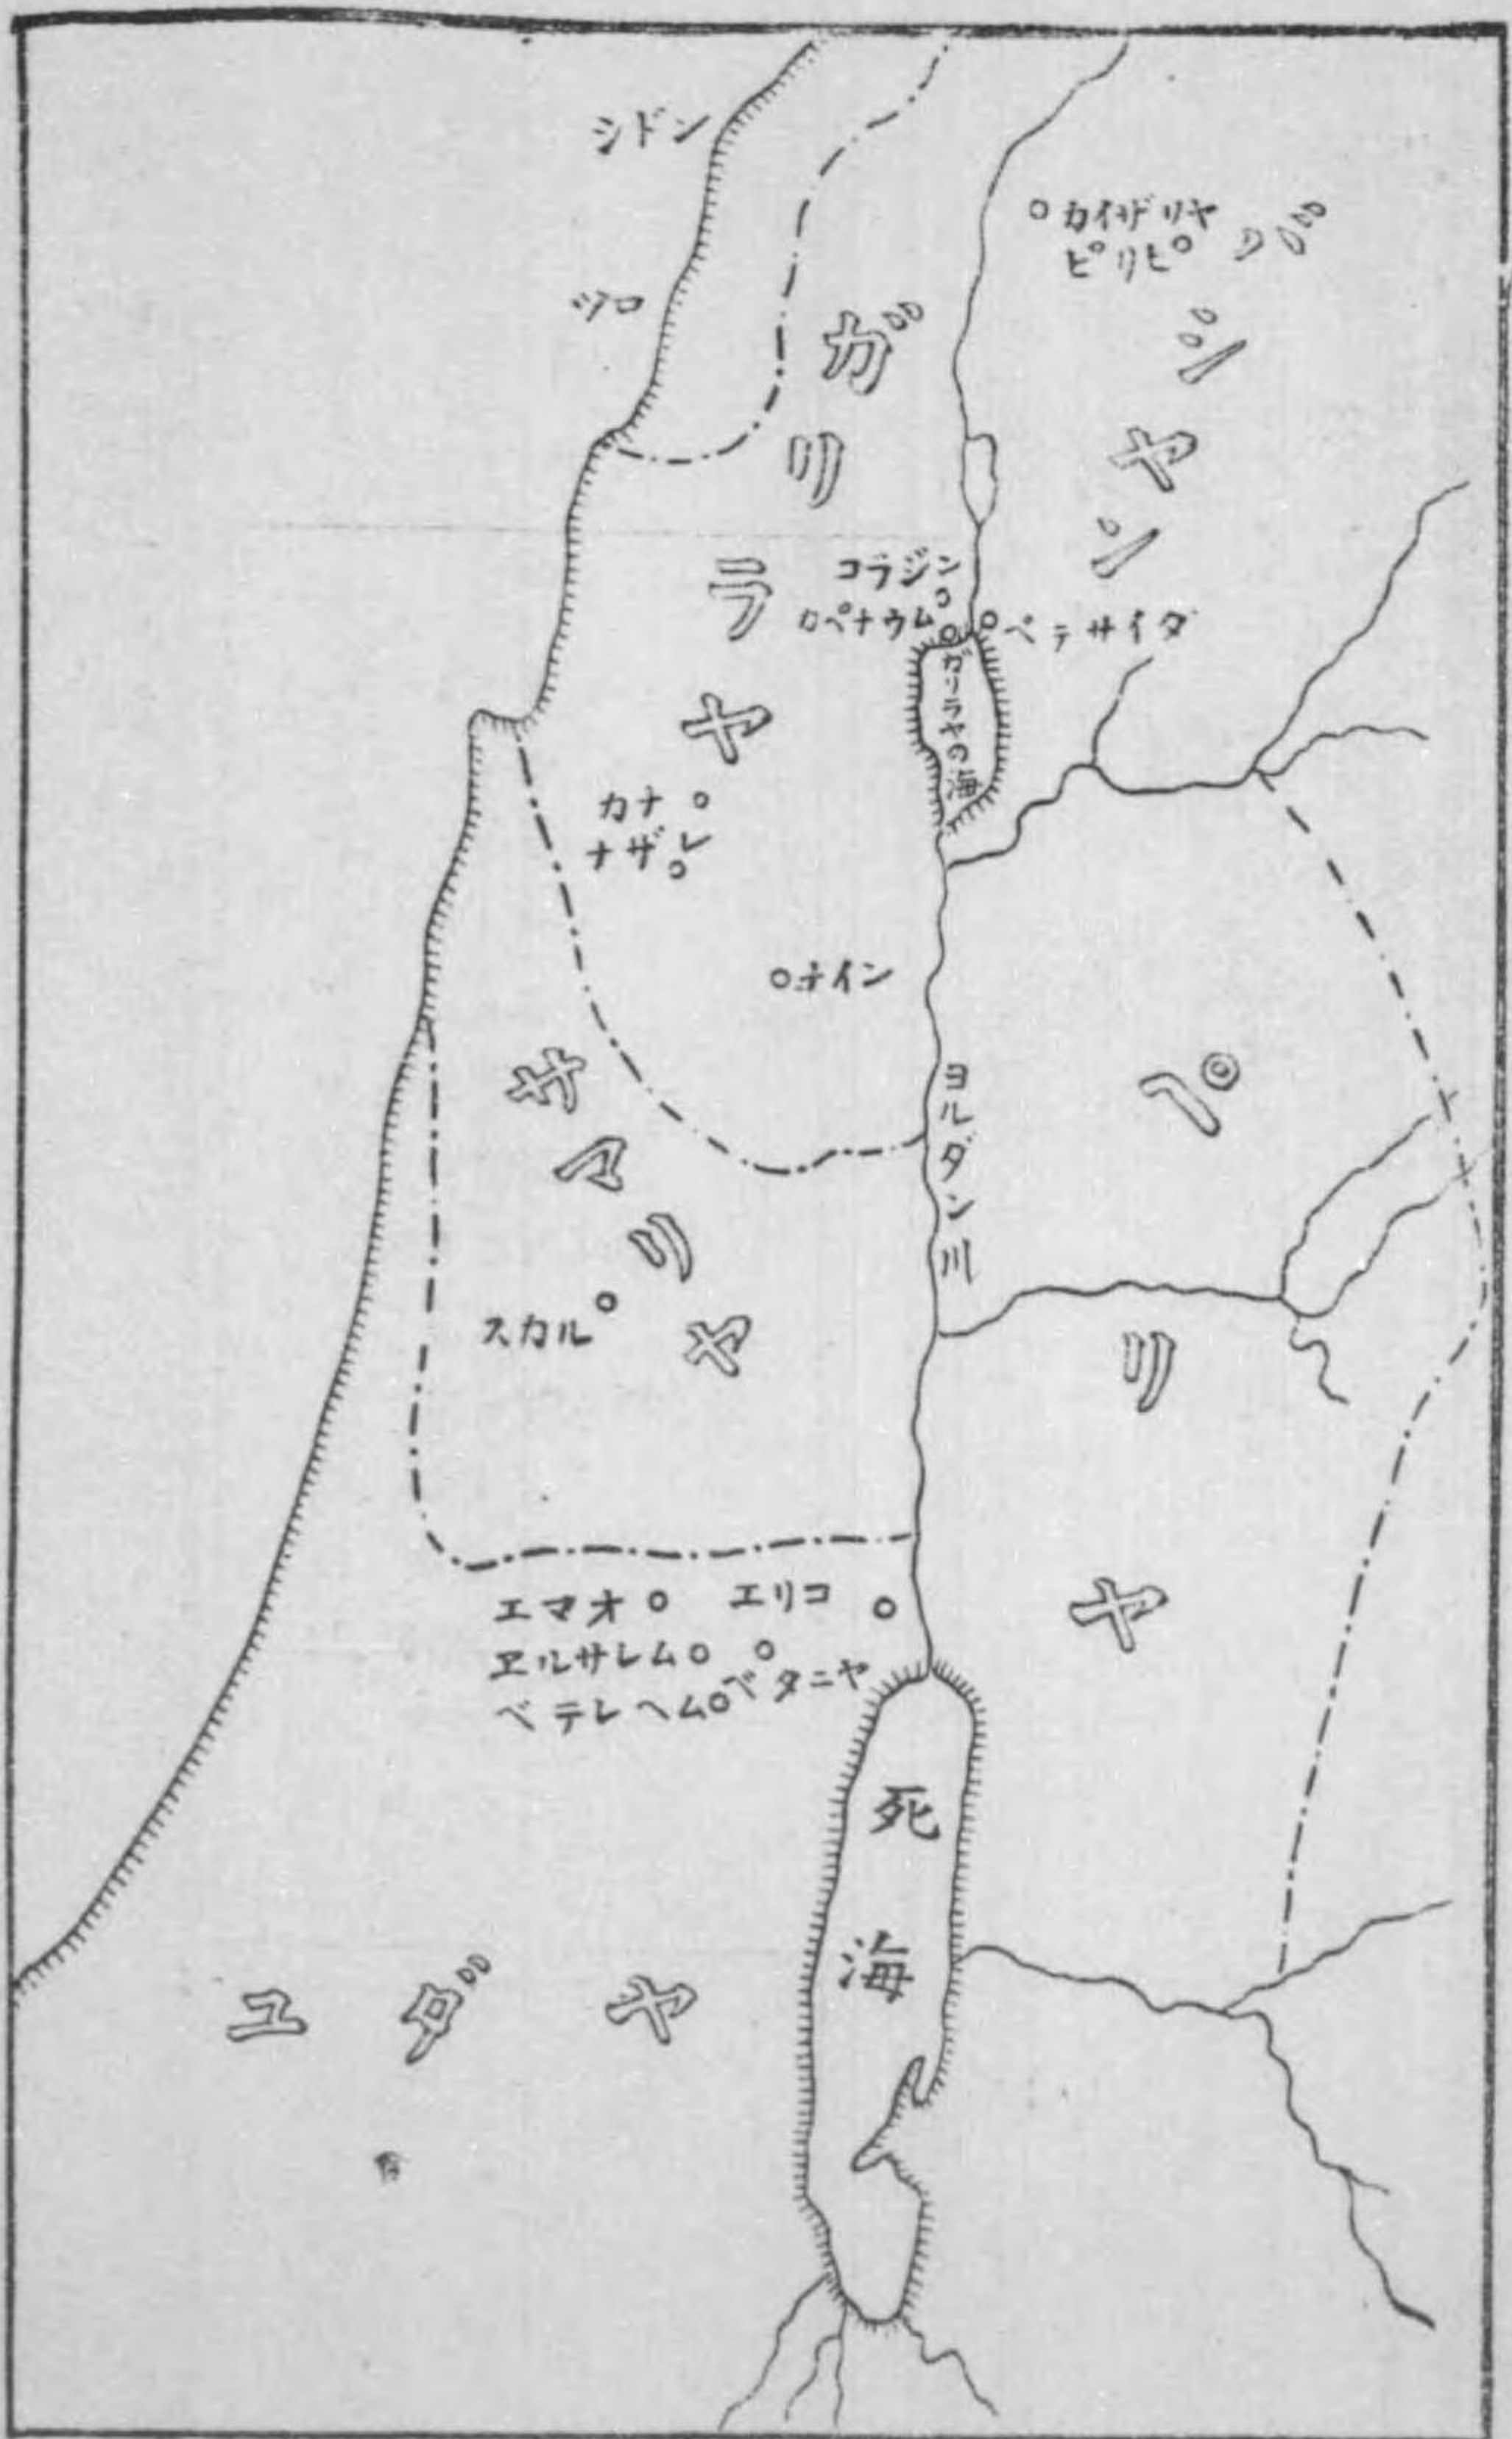 シドン
ツロ
カイザリヤ
ピリピ
ガリラヤ
コラジン
カペナウム
ベテサイダ
ガリラヤの海
カナ
ナザレ
ナイン
サマリヤ
スカル
ヨルダン川
ペリヤ
エマオ
エリコ
ヱルサレム
ベタニヤ
ベテレヘム
死海
ユダヤ